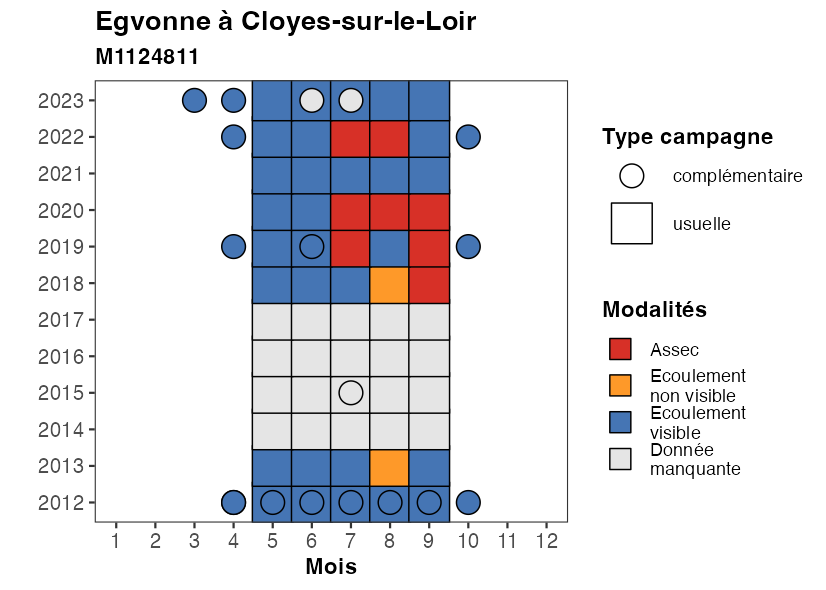 Egvonne à Cloyes-sur-le-Loir
M1124811
2023
2022
2021
2020
2019
2018
2017
2016
2015
2014
2013
2012
1 2 3 4 5 6 7 8 9 10 11 12
Mois
Type campagne
complémentaire
usuelle
Modalités
Assec
Ecoulement
non visible
Ecoulement
visible
Donnée
manquante